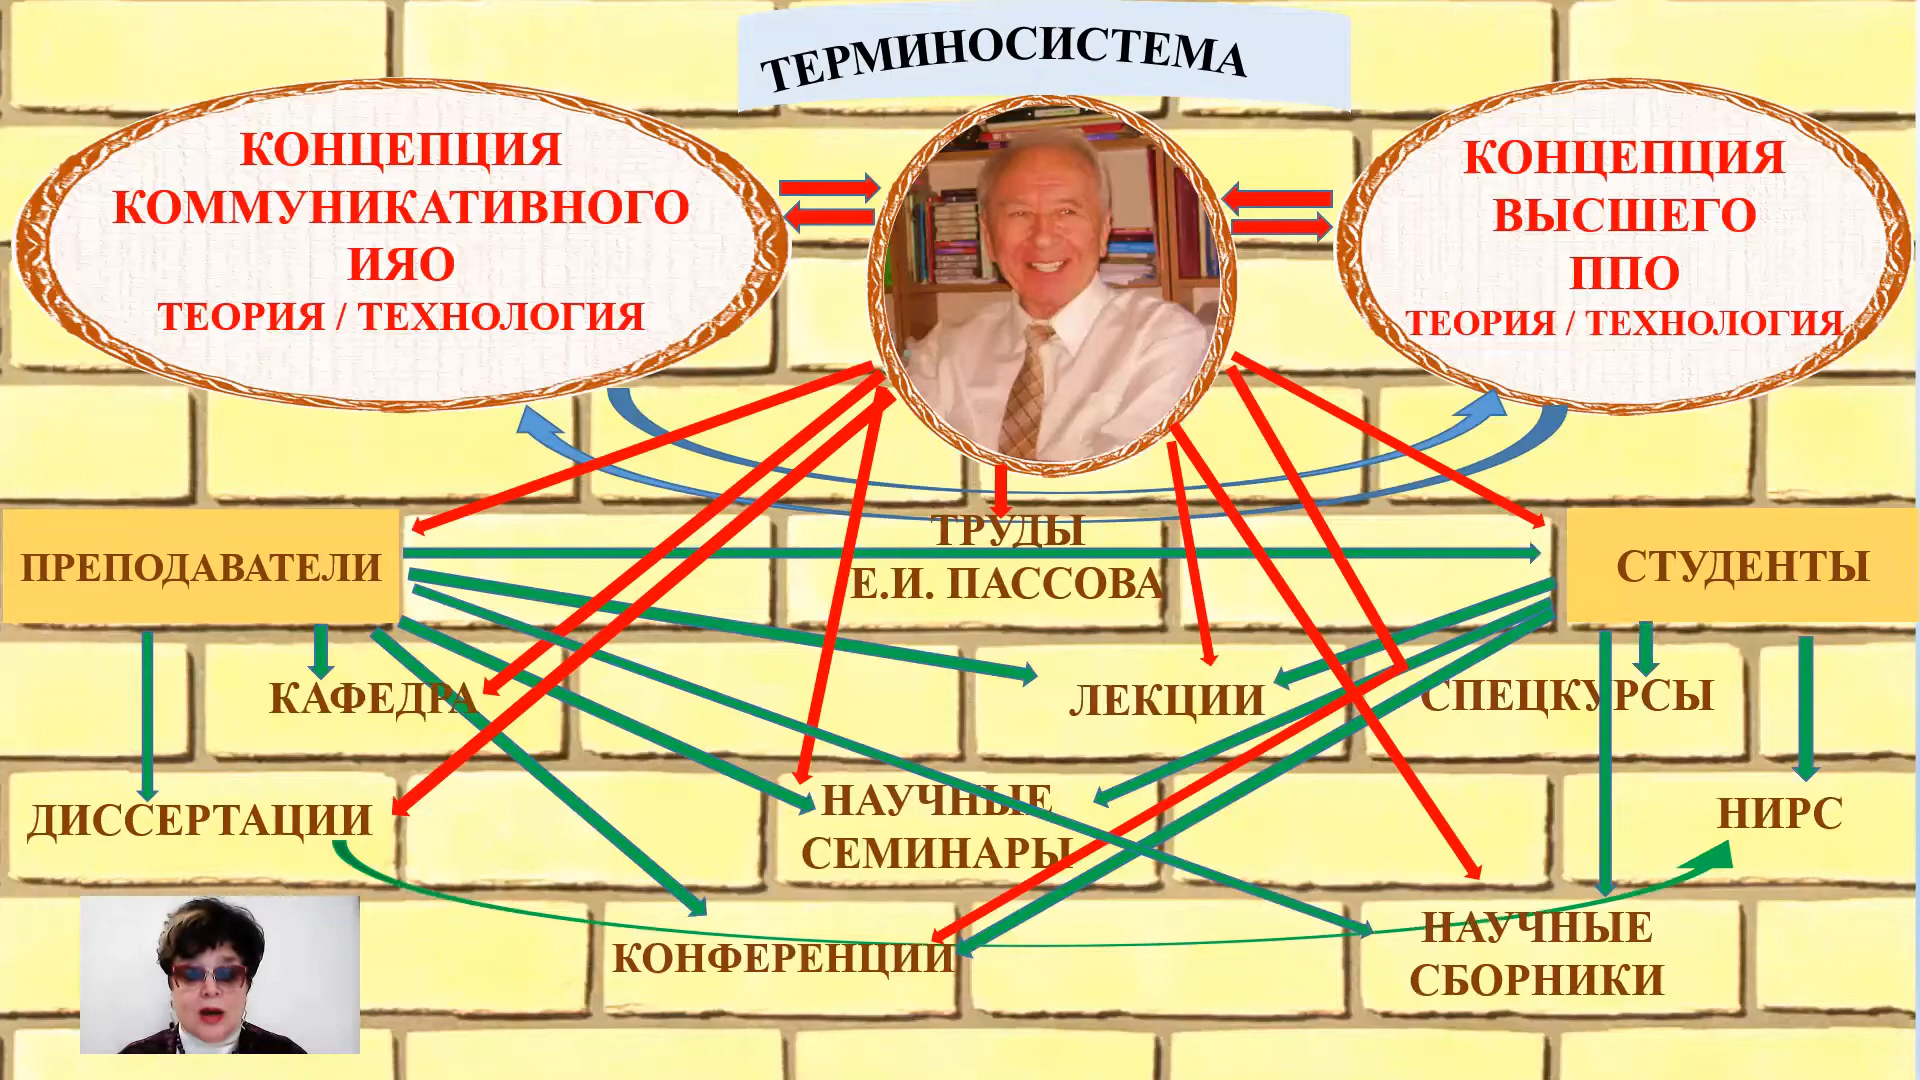 ТЕРМИНОСИСТЕМА
КОНЦЕПЦИЯ
КОММУНИКАТИВНОГО
ИЯО
ТЕОРИЯ / ТЕХНОЛОГИЯ
КОНЦЕПЦИЯ
ВЫСШЕГО
ППО
ТЕОРИЯ / ТЕХНОЛОГИЯ
ПРЕПОДАВАТЕЛИ
ТРУДЫ
Е.И. ПАССОВА
СТУДЕНТЫ
КАФЕДРА
ЛЕКЦИИ
СПЕЦКУРСЫ
ДИССЕРТАЦИИ
НАУЧНЫЕ
СЕМИНАРЫ
НИРС
КОНФЕРЕНЦИИ
НАУЧНЫЕ
СБОРНИКИ